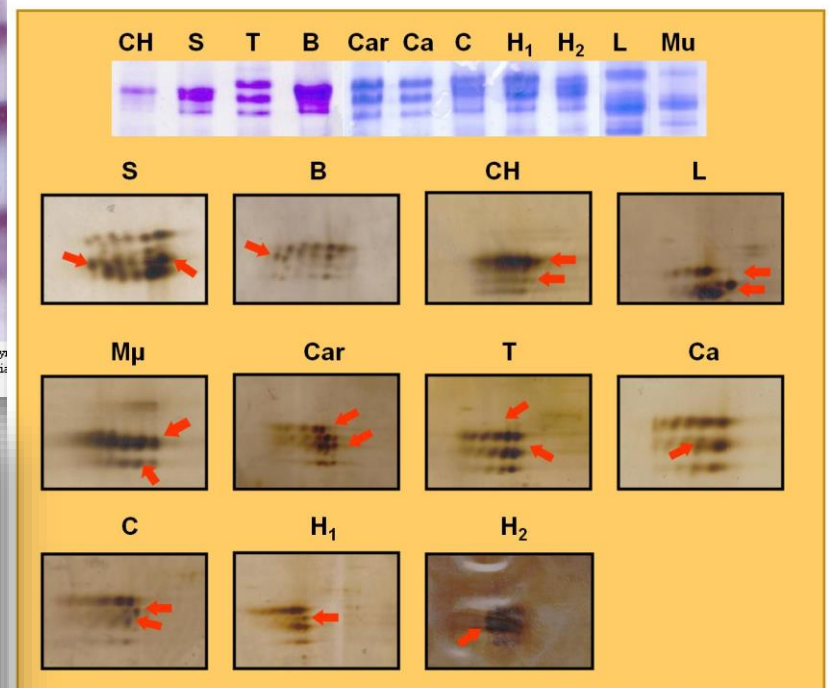 CH S T B Car Ca C H₁ H₂ L Mu
S B CH L
Mμ Car T Ca
C H₁ H₂